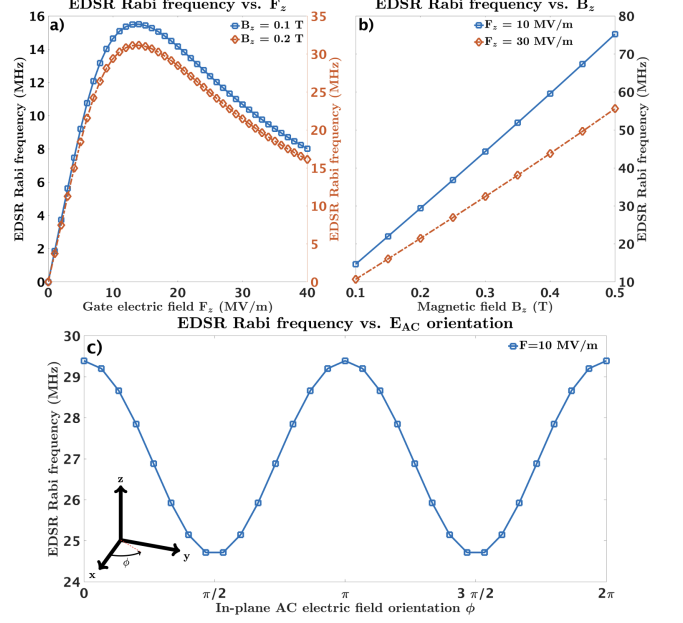 EDSR Rabi frequency vs. F_z
EDSR Rabi frequency vs. B_z
a)
B_z = 0.1 T
B_z = 0.2 T
EDSR Rabi frequency (MHz)
16
14
12
10
8
6
4
2
0
35
30
25
20
15
10
5
0
EDSR Rabi frequency (MHz)
0 10 20 30 40
Gate electric field F_z (MV/m)
b)
F_z = 10 MV/m
F_z = 30 MV/m
80
70
60
50
40
30
20
10
EDSR Rabi frequency (MHz)
0.1 0.2 0.3 0.4 0.5
Magnetic field B_z (T)
EDSR Rabi frequency vs. E_AC orientation
c)
F=10 MV/m
EDSR Rabi frequency (MHz)
30
29
28
27
26
25
24
z
y
x
ϕ
0 π/2 π 3 π/2 2π
In-plane AC electric field orientation ϕ